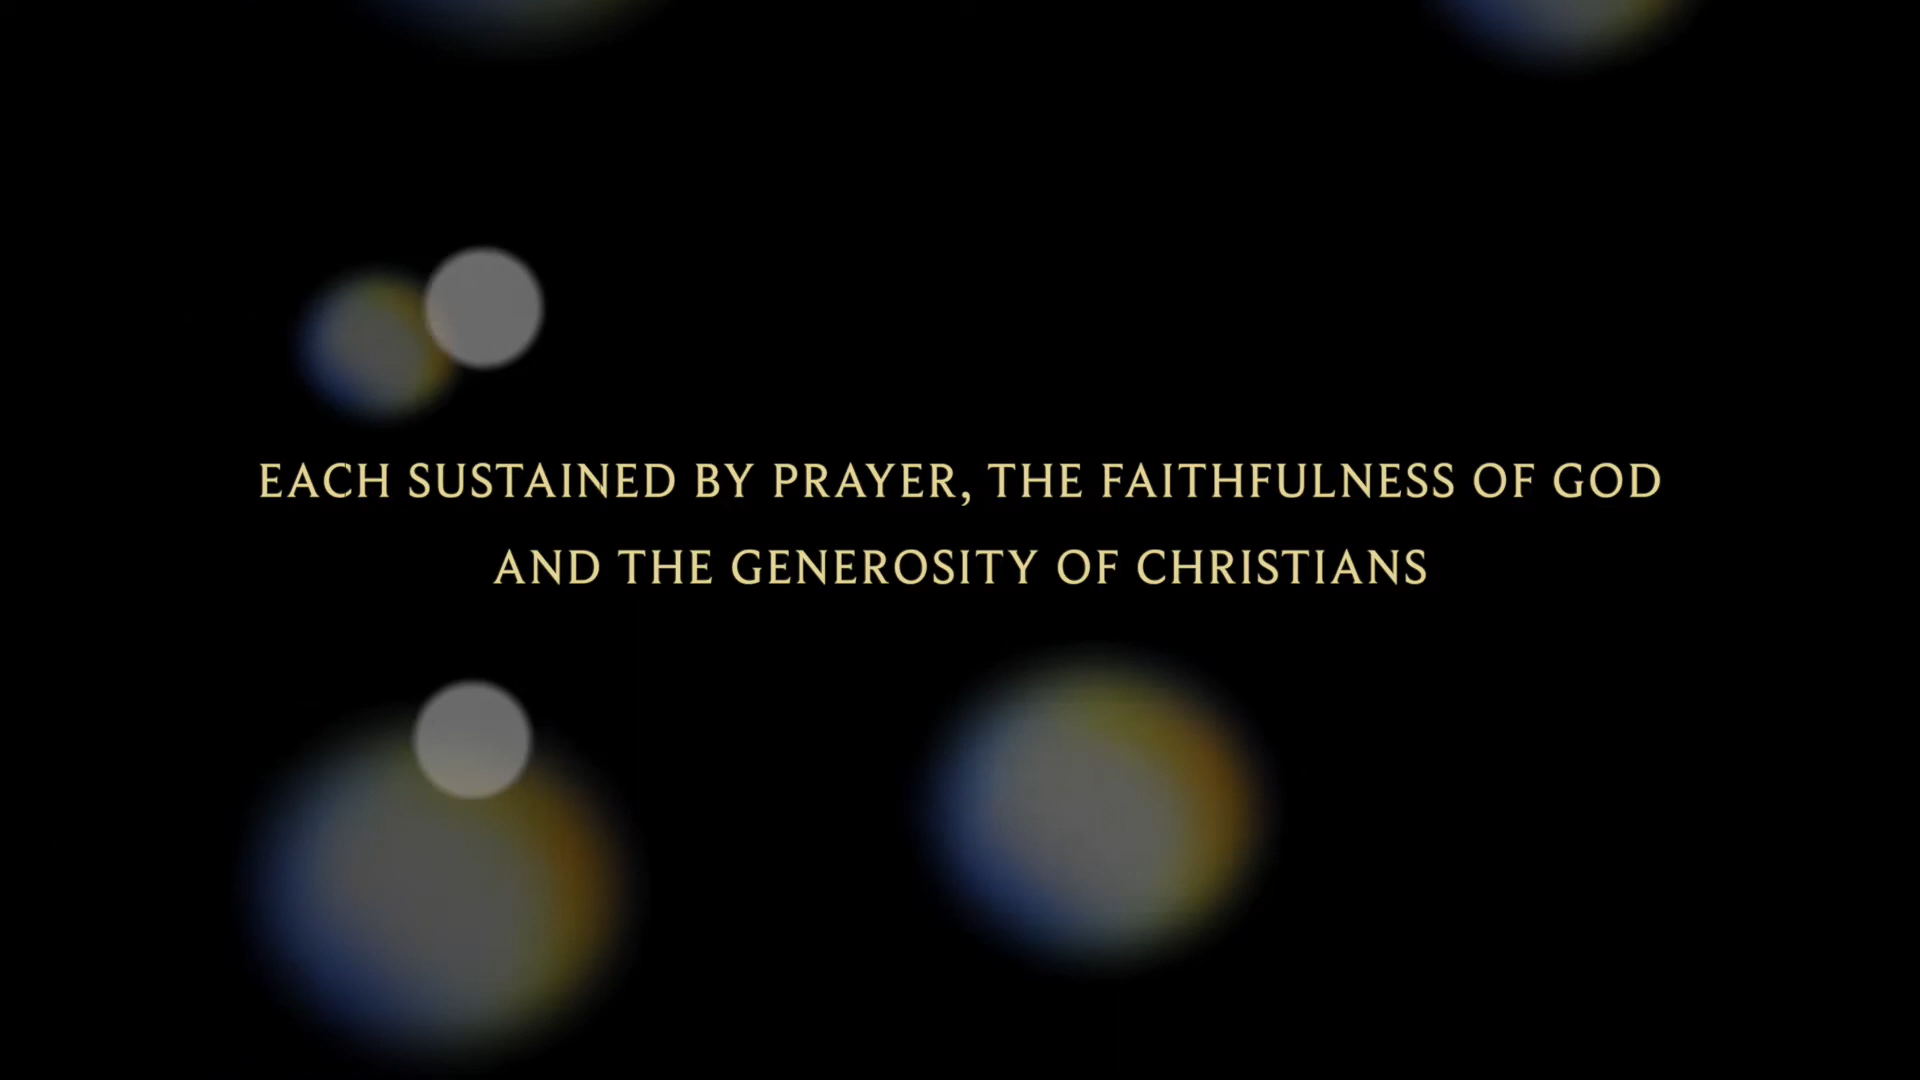 EACH SUSTAINED BY PRAYER, THE FAITHFULNESS OF GOD
AND THE GENEROSITY OF CHRISTIANS